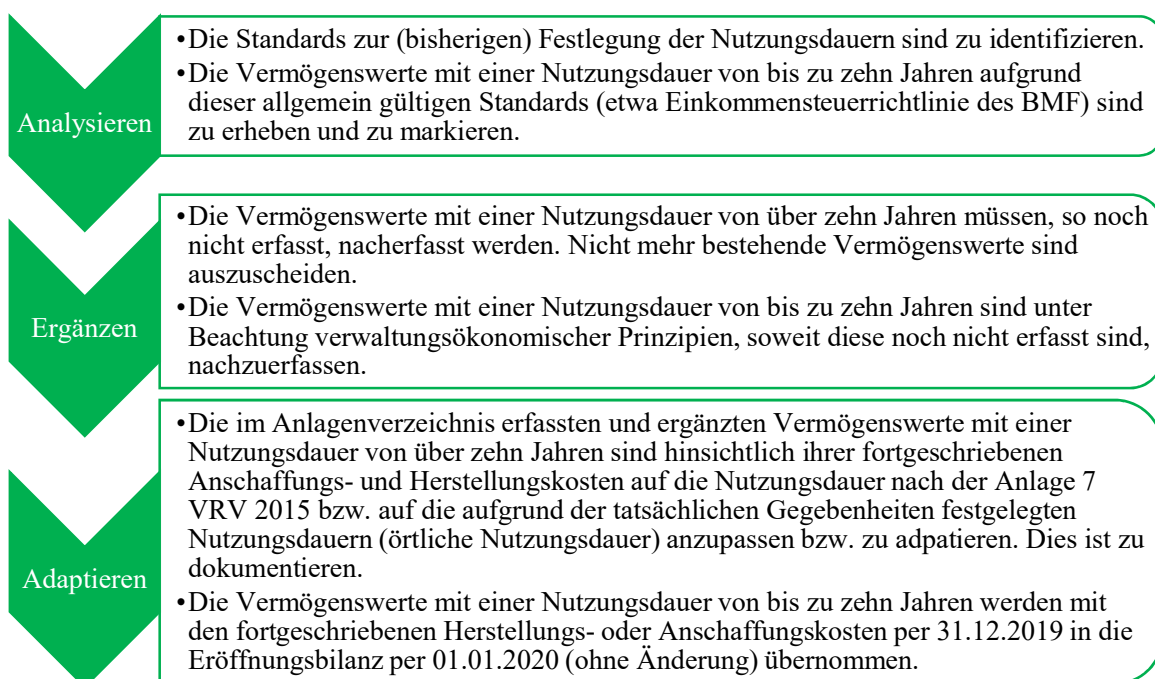 Analysieren
•Die Standards zur (bisherigen) Festlegung der Nutzungsdauern sind zu identifizieren.
•Die Vermögenswerte mit einer Nutzungsdauer von bis zu zehn Jahren aufgrund
dieser allgemein gültigen Standards (etwa Einkommensteuerrichtlinie des BMF) sind
zu erheben und zu markieren.
Ergänzen
•Die Vermögenswerte mit einer Nutzungsdauer von über zehn Jahren müssen, so noch
nicht erfasst, nacherfasst werden. Nicht mehr bestehende Vermögenswerte sind
auszuscheiden.
•Die Vermögenswerte mit einer Nutzungsdauer von bis zu zehn Jahren sind unter
Beachtung verwaltungsökonomischer Prinzipien, soweit diese noch nicht erfasst sind,
nachzuerfassen.
Adaptieren
•Die im Anlagenverzeichnis erfassten und ergänzten Vermögenswerte mit einer
Nutzungsdauer von über zehn Jahren sind hinsichtlich ihrer fortgeschriebenen
Anschaffungs- und Herstellungskosten auf die Nutzungsdauer nach der Anlage 7
VRV 2015 bzw. auf die aufgrund der tatsächlichen Gegebenheiten festgelegten
Nutzungsdauern (örtliche Nutzungsdauer) anzupassen bzw. zu adpatieren. Dies ist zu
dokumentieren.
•Die Vermögenswerte mit einer Nutzungsdauer von bis zu zehn Jahren werden mit
den fortgeschriebenen Herstellungs- oder Anschaffungskosten per 31.12.2019 in die
Eröffnungsbilanz per 01.01.2020 (ohne Änderung) übernommen.